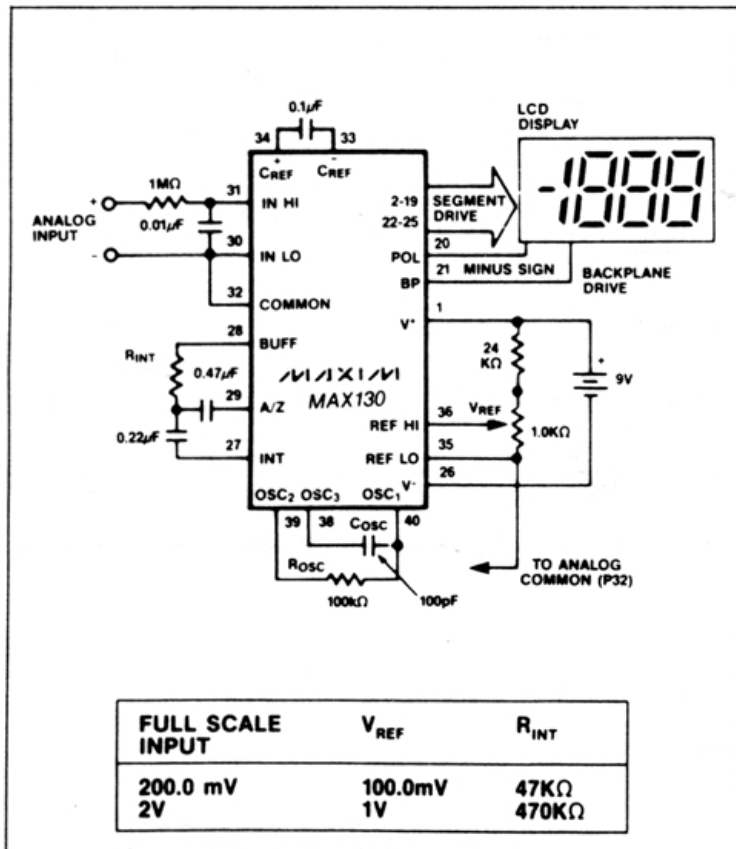 0.1µF
34 33
C⁺REF C⁻REF
LCD
DISPLAY
-1888
1MΩ
31
IN HI
+
ANALOG
INPUT
-
0.01µF
30
IN LO
32
COMMON
2-19
22-25
SEGMENT
DRIVE
20
POL
MINUS SIGN
21
BP
BACKPLANE
DRIVE
1
V⁺
28
BUFF
RINT
0.47µF
29
A/Z
0.22µF
27
INT
MAXIM
MAX130
24
KΩ
+
9V
36
REF HI
VREF
1.0KΩ
35
REF LO
26
V⁻
OSC₂ OSC₃ OSC₁
39 38 40
COSC
ROSC
100kΩ
100pF
TO ANALOG
COMMON (P32)
FULL SCALE INPUT VREF RINT
200.0 mV 100.0mV 47KΩ
2V 1V 470KΩ